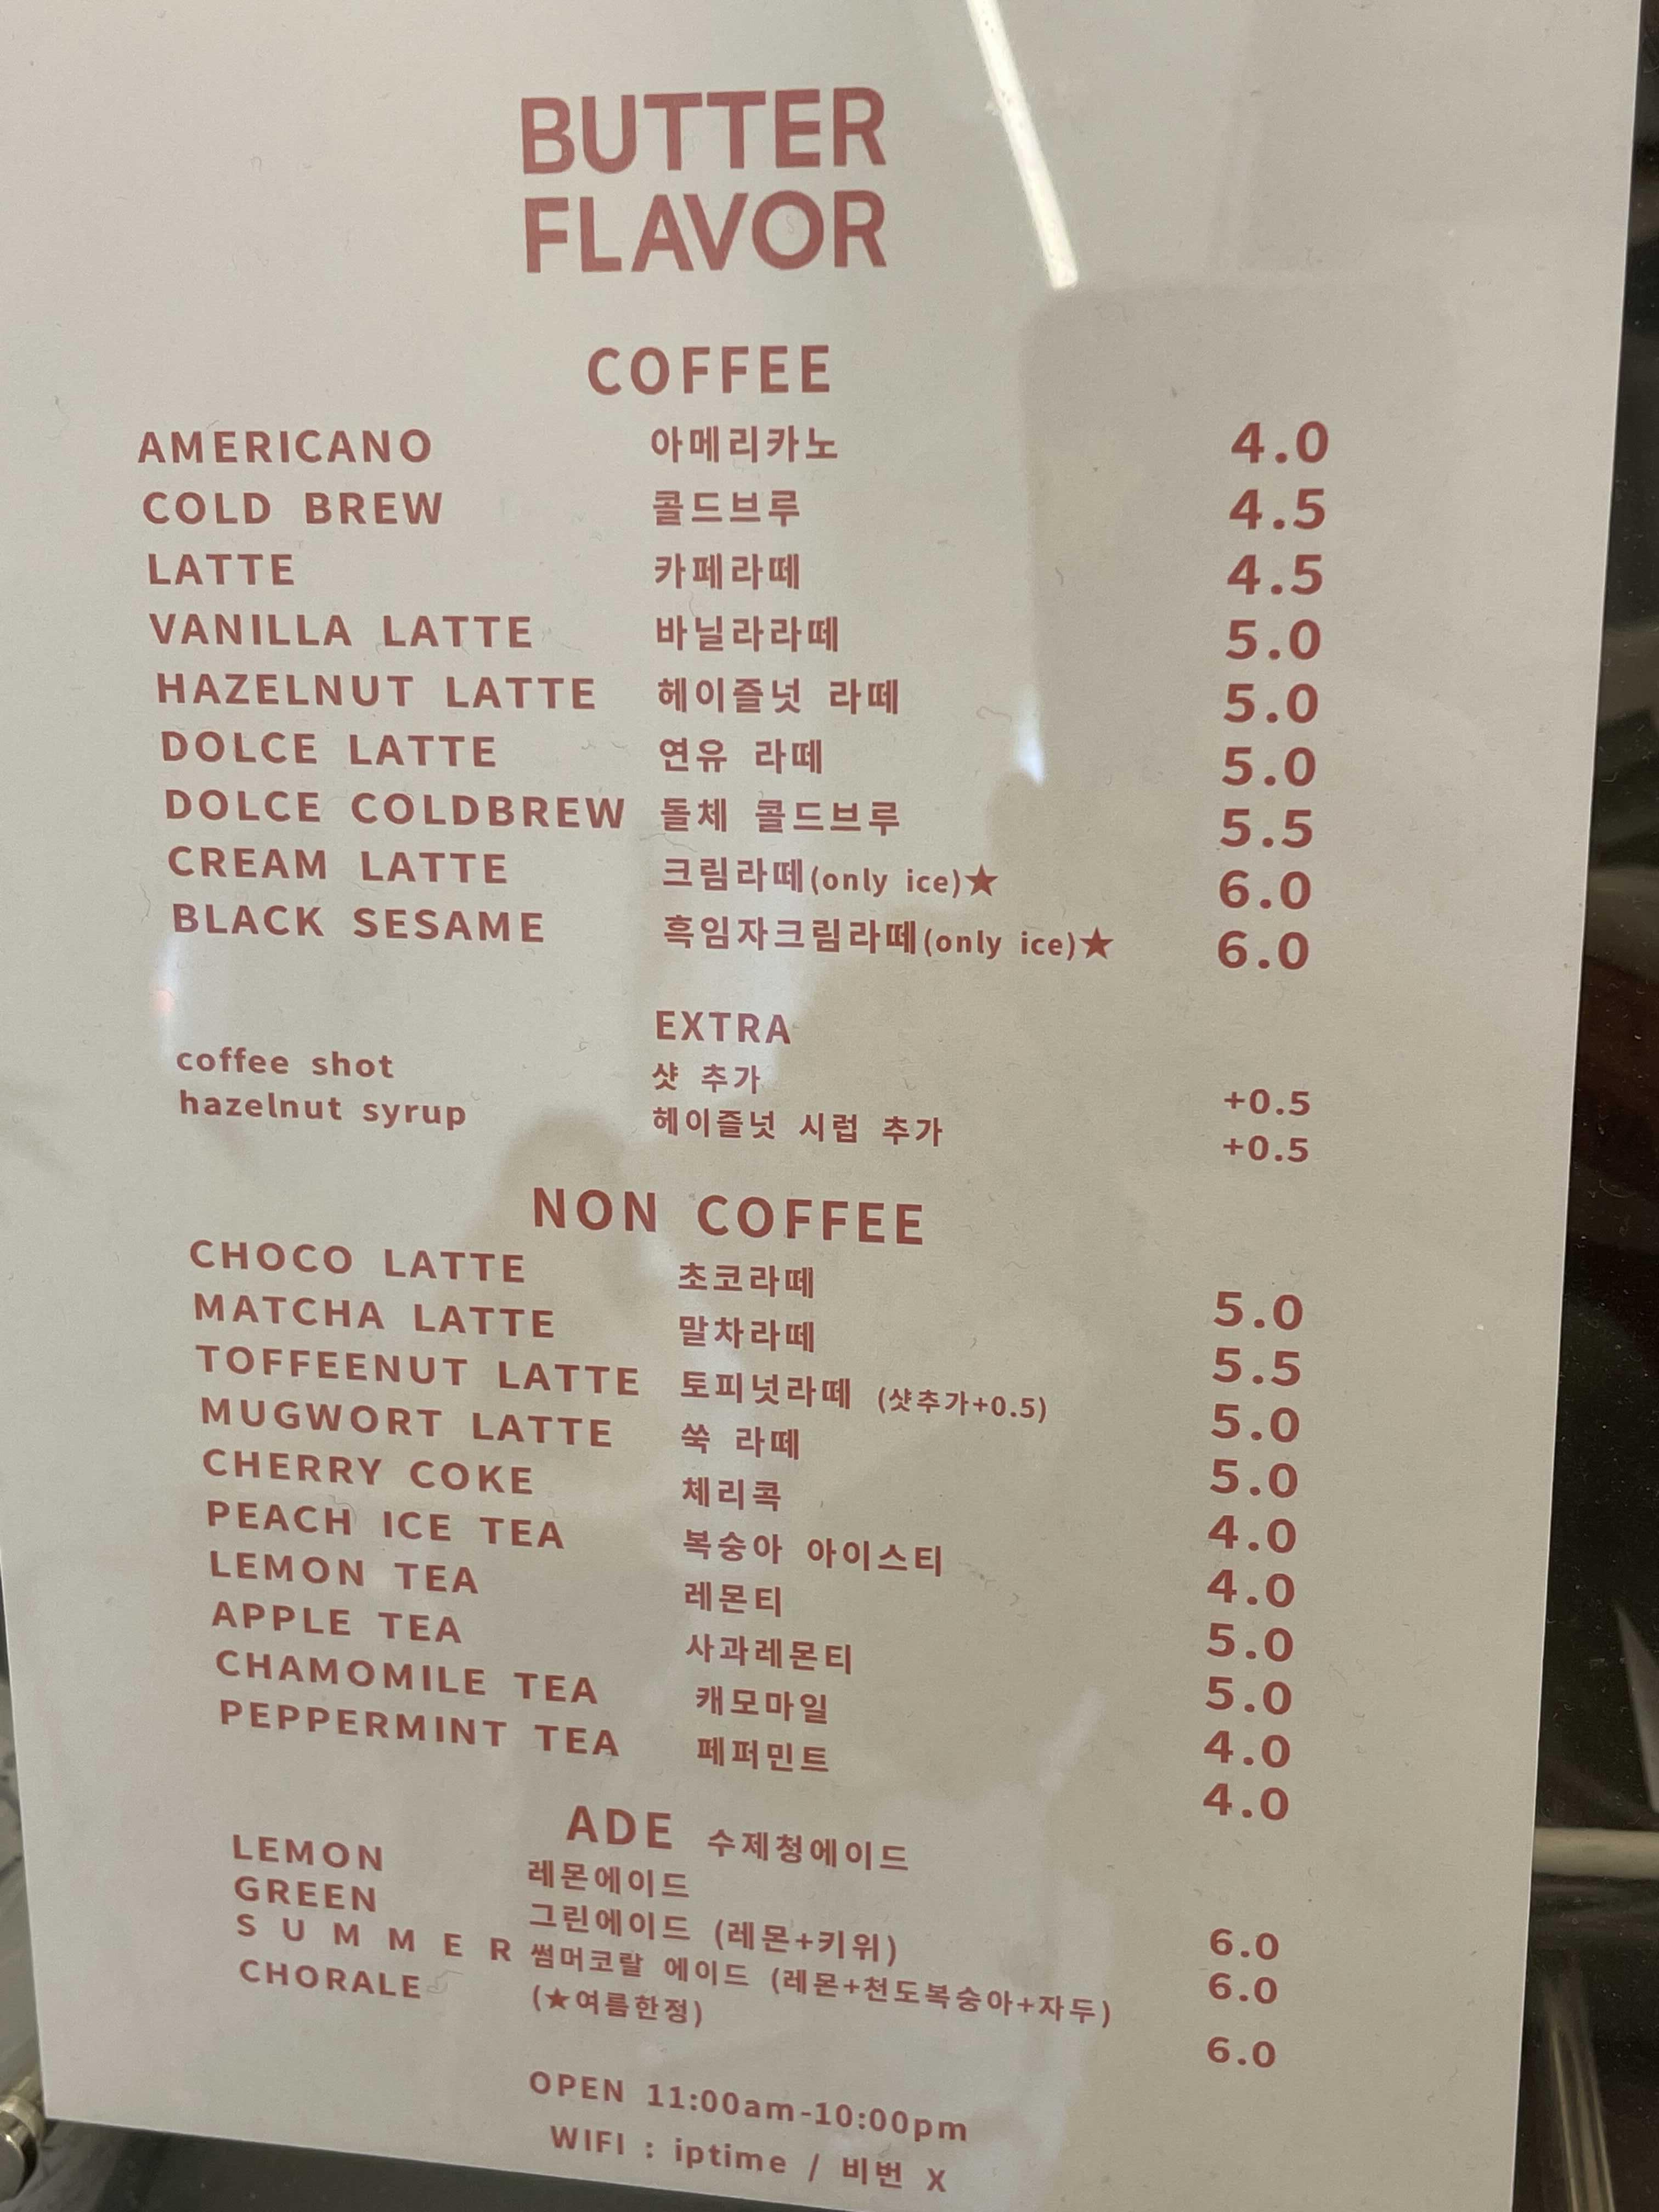 BUTTER
FLAVOR
COFFEE
AMERICANO 아메리카노 4.0
COLD BREW 콜드브루 4.5
LATTE 카페라떼 4.5
VANILLA LATTE 바닐라라떼 5.0
HAZELNUT LATTE 헤이즐넛 라떼 5.0
DOLCE LATTE 연유 라떼 5.0
DOLCE COLDBREW 돌체 콜드브루 5.5
CREAM LATTE 크림라떼(only ice)★ 6.0
BLACK SESAME 흑임자크림라떼(only ice)★ 6.0
EXTRA
coffee shot 샷 추가 +0.5
hazelnut syrup 헤이즐넛 시럽 추가 +0.5
NON COFFEE
CHOCO LATTE 초코라떼 5.0
MATCHA LATTE 말차라떼 5.5
TOFFEENUT LATTE 토피넛라떼 (샷추가+0.5) 5.0
MUGWORT LATTE 쑥 라떼 5.0
CHERRY COKE 체리콕 4.0
PEACH ICE TEA 복숭아 아이스티 4.0
LEMON TEA 레몬티 5.0
APPLE TEA 사과레몬티 5.0
CHAMOMILE TEA 캐모마일 4.0
PEPPERMINT TEA 페퍼민트 4.0
ADE 수제청에이드
LEMON 레몬에이드 6.0
GREEN 그린에이드 (레몬+키위) 6.0
SUMMER 썸머코랄 에이드 (레몬+천도복숭아+자두)
CHORALE (★여름한정) 6.0
OPEN 11:00am-10:00pm
WIFI : iptime / 비번 X